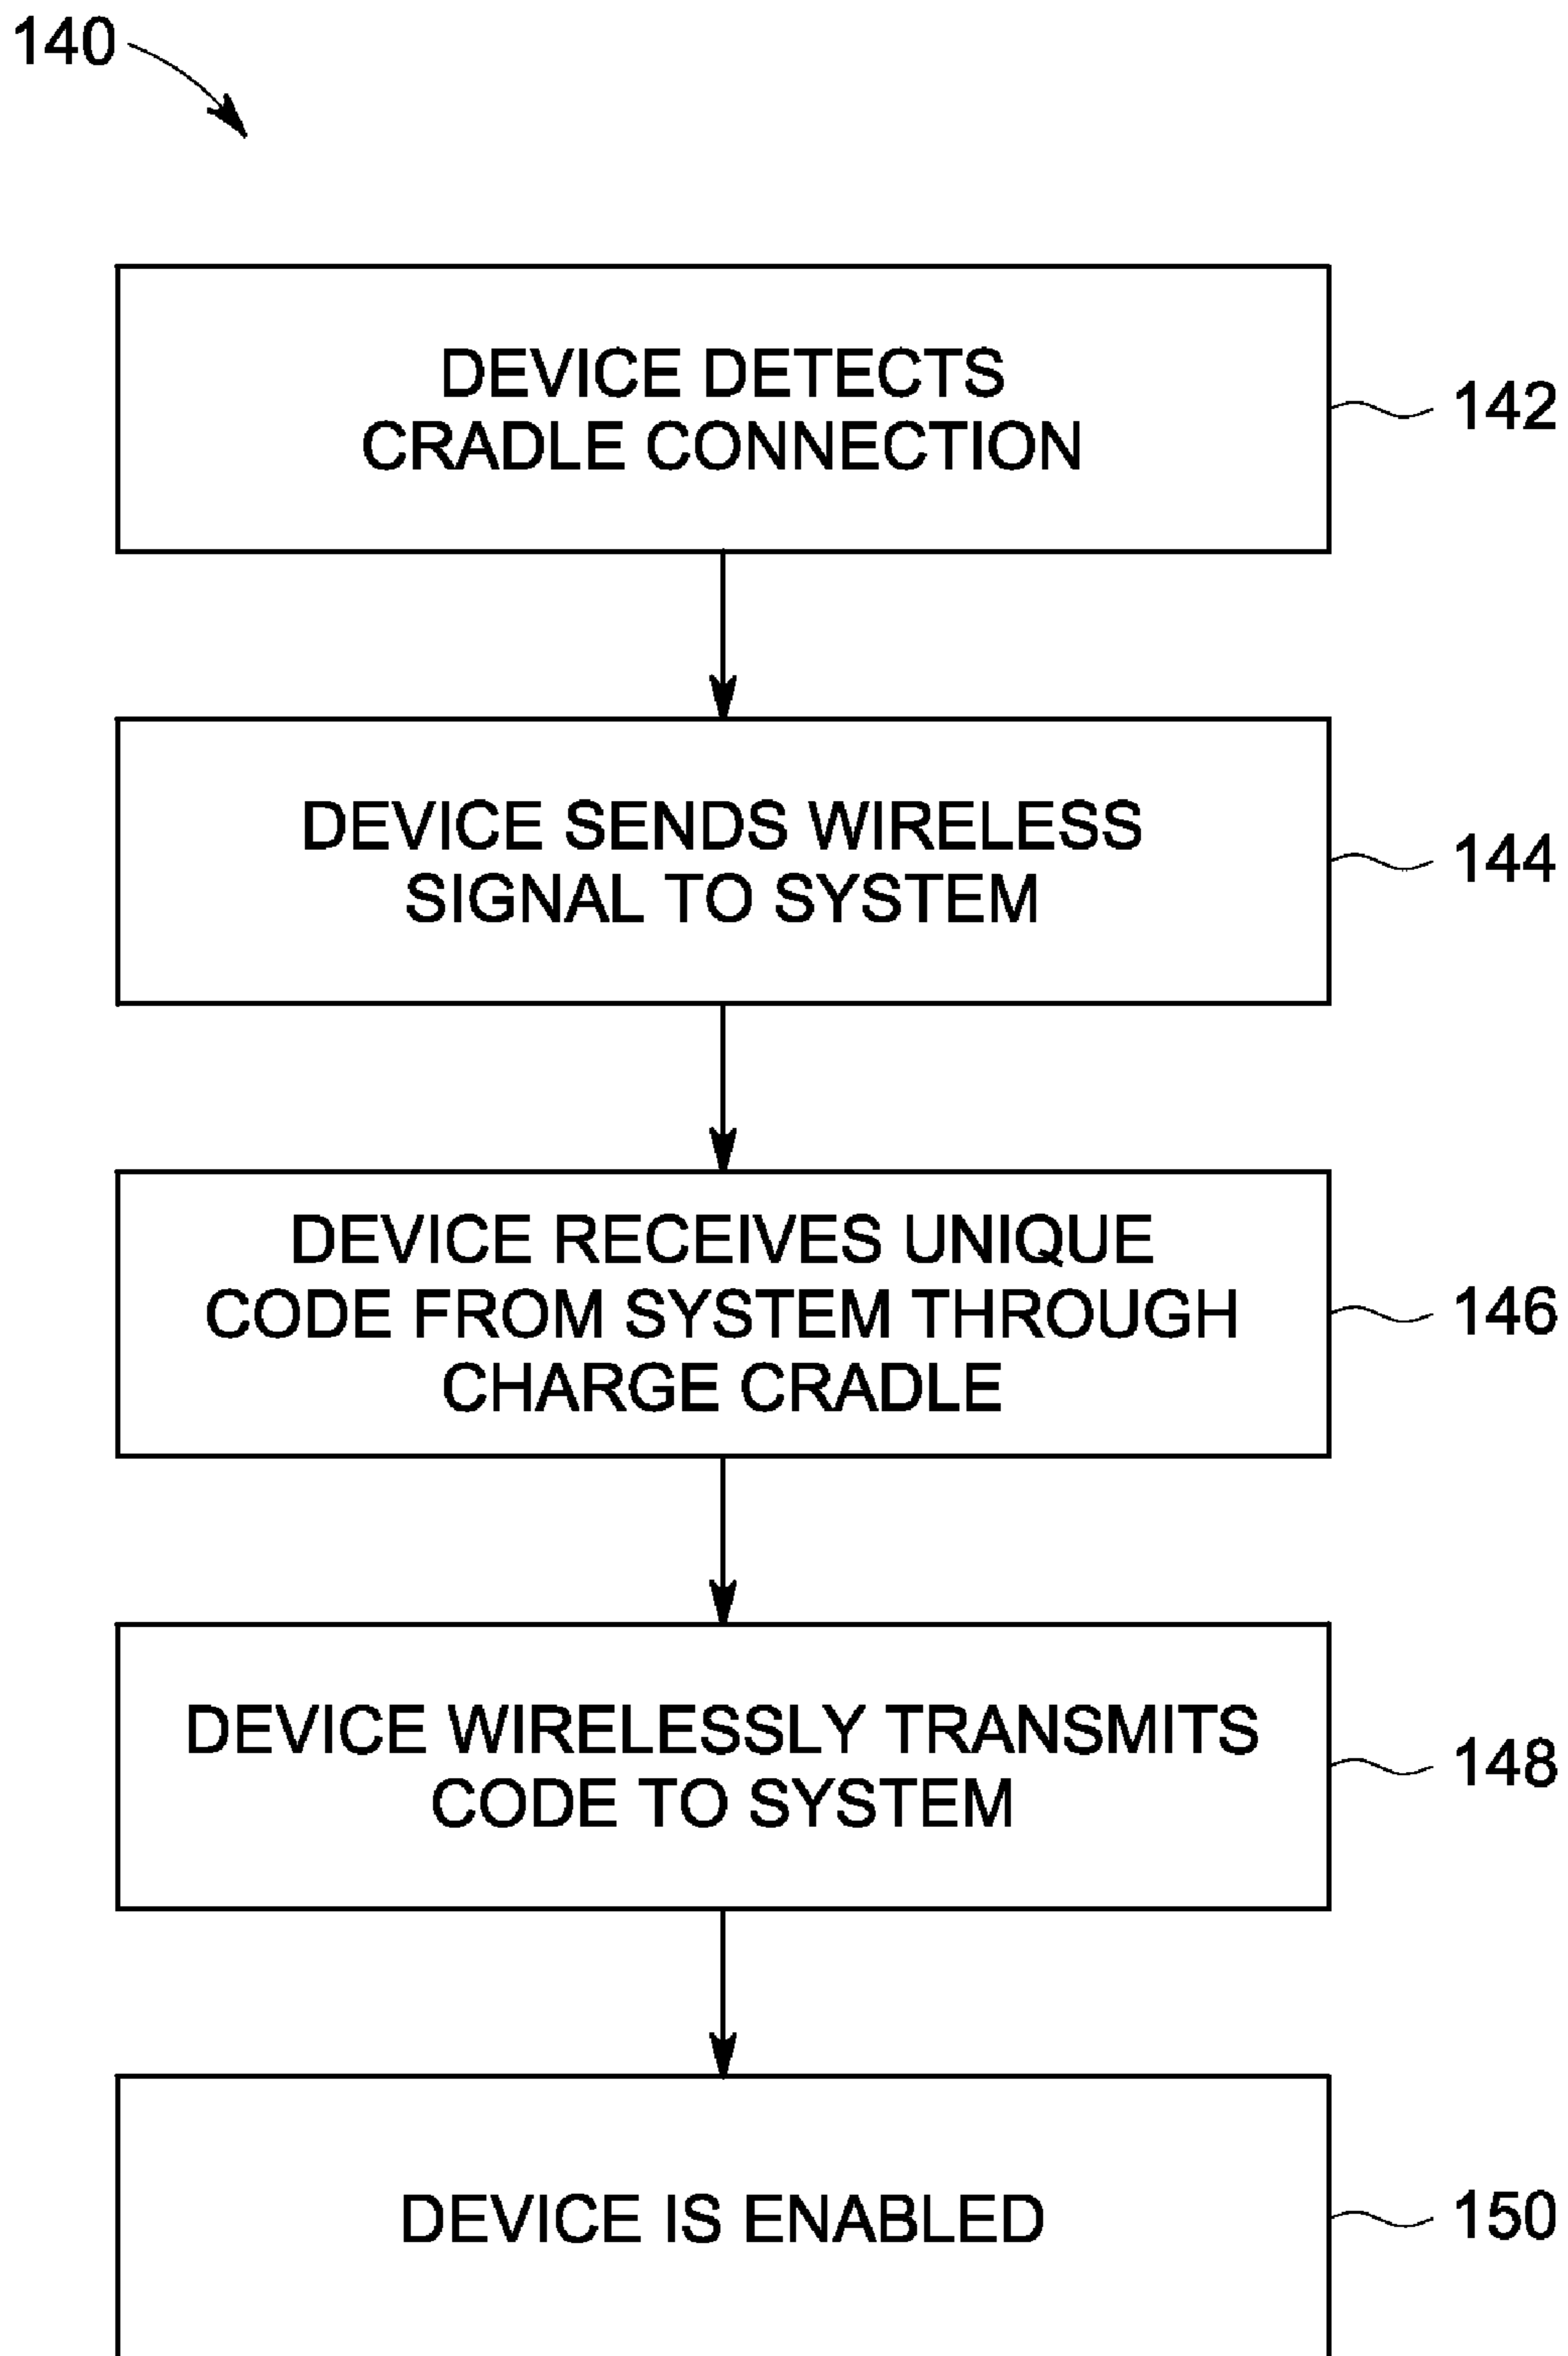 140
DEVICE DETECTS
CRADLE CONNECTION
142
DEVICE SENDS WIRELESS
SIGNAL TO SYSTEM
144
DEVICE RECEIVES UNIQUE
CODE FROM SYSTEM THROUGH
CHARGE CRADLE
146
DEVICE WIRELESSLY TRANSMITS
CODE TO SYSTEM
148
DEVICE IS ENABLED
150